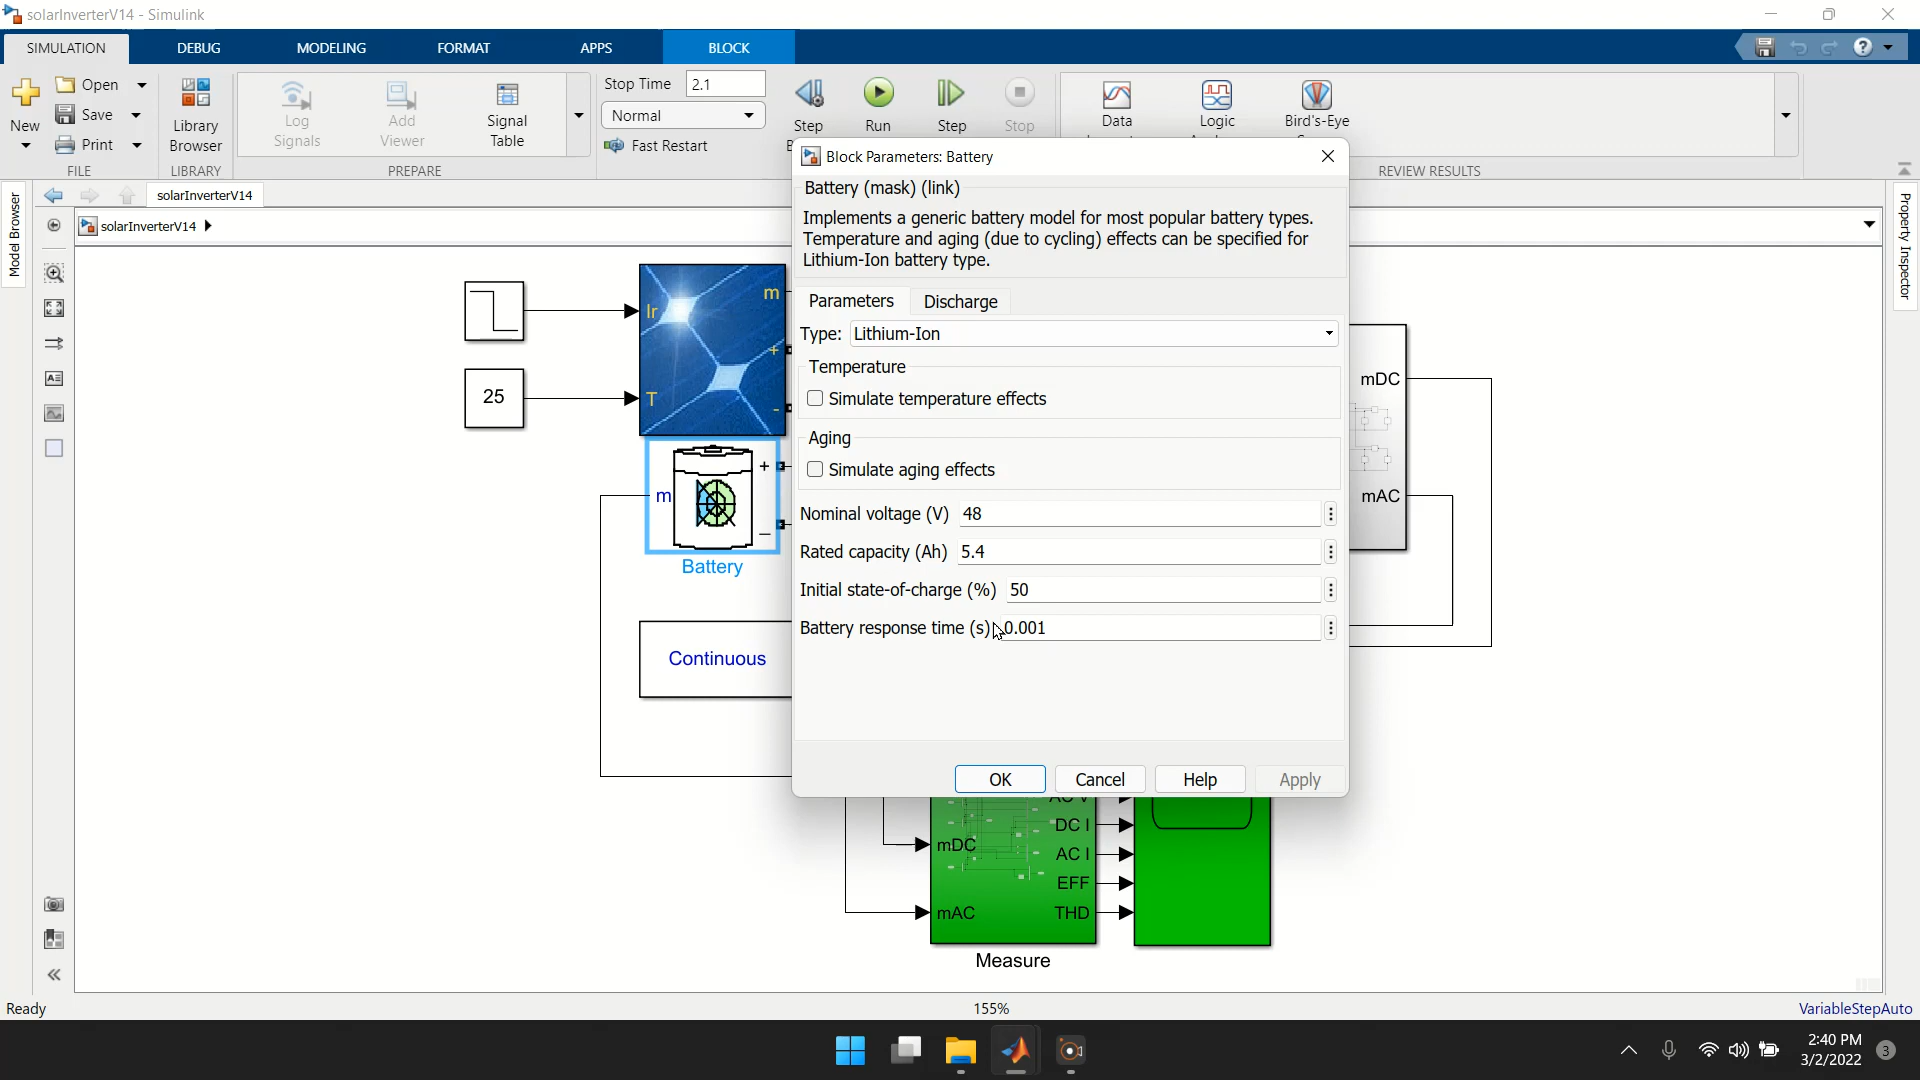 solarInverterV14 - Simulink
SIMULATION
DEBUG
MODELING
FORMAT
APPS
BLOCK
New
Open
Save
Print
FILE
Library
Browser
LIBRARY
Log
Signals
Add
Viewer
Signal
Table
PREPARE
Stop Time 2.1
Normal
Fast Restart
Step
Run
Step
Stop
Data
Logic
Bird's-Eye
REVIEW RESULTS
Model Browser
solarInverterV14
solarInverterV14
Property Inspector
Block Parameters: Battery
Battery (mask) (link)
Implements a generic battery model for most popular battery types.
Temperature and aging (due to cycling) effects can be specified for
Lithium-Ion battery type.
Parameters
Discharge
Type: Lithium-Ion
Temperature
Simulate temperature effects
Aging
Simulate aging effects
Nominal voltage (V) 48
Rated capacity (Ah) 5.4
Initial state-of-charge (%) 50
Battery response time (s) 0.001
OK
Cancel
Help
Apply
Ir
m
+
25
T
-
m
+
–
Battery
Continuous
mDC
mAC
AC V
DC I
mDC
AC I
EFF
mAC
THD
Measure
Ready
155%
VariableStepAuto
2:40 PM
3/2/2022
3